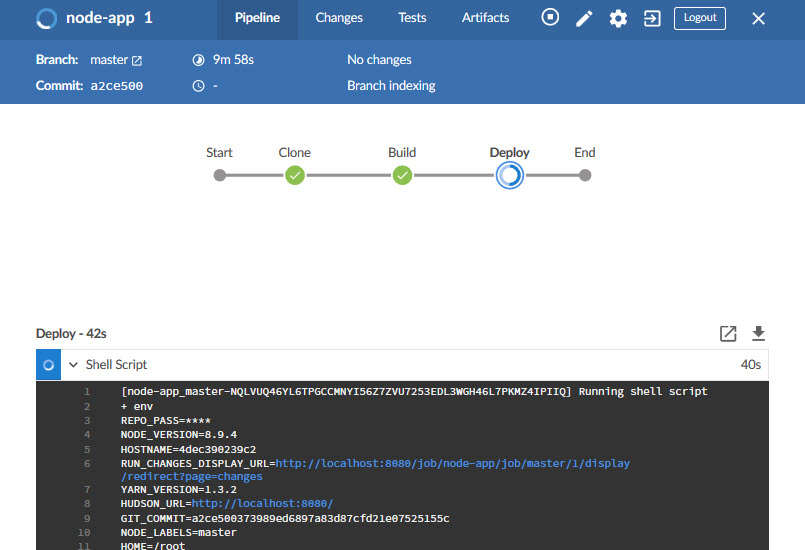 node-app 1 Pipeline Changes Tests Artifacts Logout
Branch: master 9m 58s No changes
Commit: a2ce500 - Branch indexing
Start Clone Build Deploy End
Deploy - 42s
Shell Script 40s
1 [node-app_master-NQLVUQ46YL6TPGCCMNYI56Z7ZVU7253EDL3WGH46L7PKMZ4IPIIQ] Running shell script
2 + env
3 REPO_PASS=****
4 NODE_VERSION=8.9.4
5 HOSTNAME=4dec390239c2
6 RUN_CHANGES_DISPLAY_URL=http://localhost:8080/job/node-app/job/master/1/display
/redirect?page=changes
7 YARN_VERSION=1.3.2
8 HUDSON_URL=http://localhost:8080/
9 GIT_COMMIT=a2ce500373989ed6897a83d87cfd21e07525155c
10 NODE_LABELS=master
11 HOME=/root